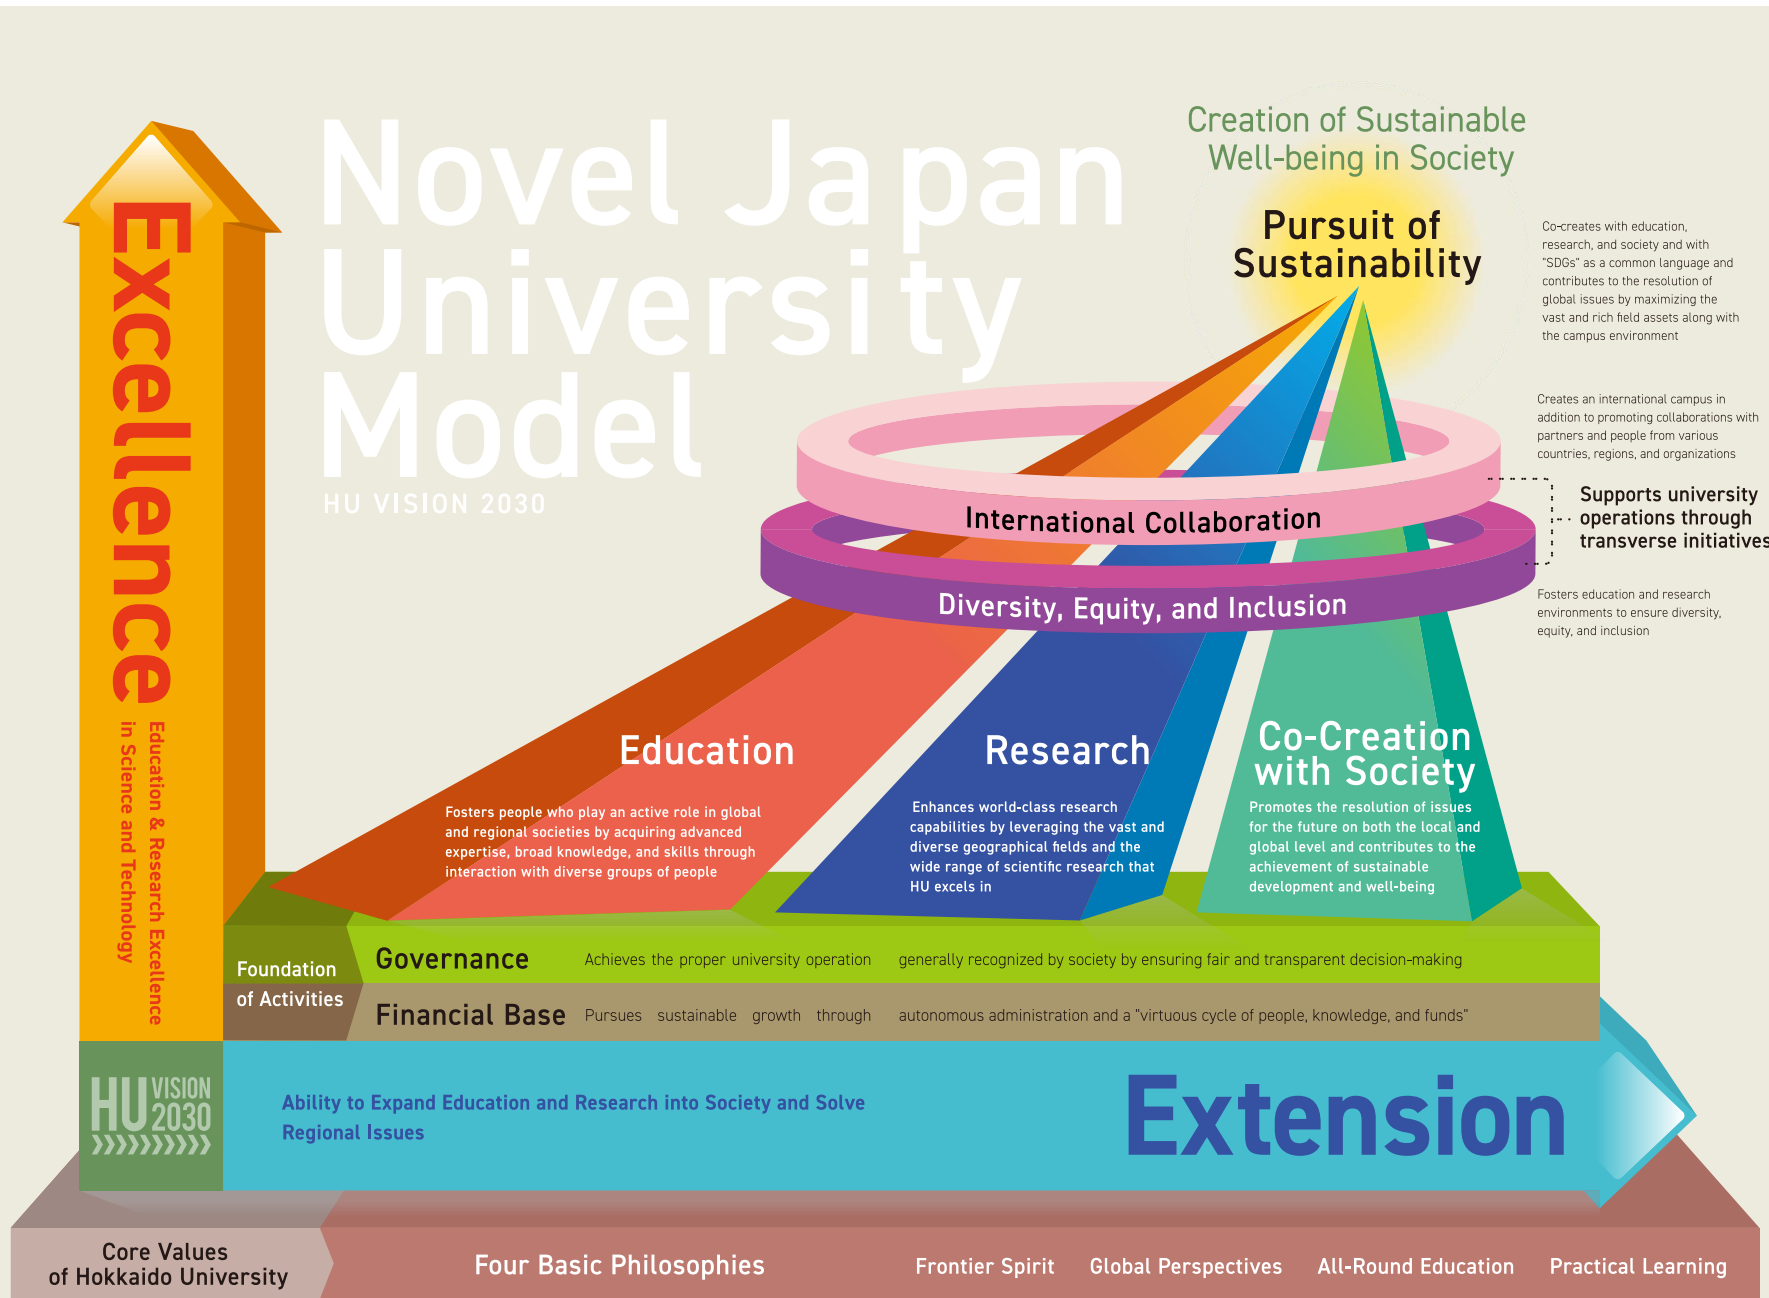 Novel Japan
University
Model
HU VISION 2030
Creation of Sustainable
Well-being in Society
Pursuit of
Sustainability
Co-creates with education,
research, and society and with
"SDGs" as a common language and
contributes to the resolution of
global issues by maximizing the
vast and rich field assets along with
the campus environment
Creates an international campus in
addition to promoting collaborations with
partners and people from various
countries, regions, and organizations
Supports university
operations through
transverse initiatives
Fosters education and research
environments to ensure diversity,
equity, and inclusion
International Collaboration
Diversity, Equity, and Inclusion
Excellence
Education & Research Excellence
in Science and Technology
Education
Fosters people who play an active role in global
and regional societies by acquiring advanced
expertise, broad knowledge, and skills through
interaction with diverse groups of people
Research
Enhances world-class research
capabilities by leveraging the vast and
diverse geographical fields and the
wide range of scientific research that
HU excels in
Co-Creation
with Society
Promotes the resolution of issues
for the future on both the local and
global level and contributes to the
achievement of sustainable
development and well-being
Foundation
of Activities
Governance Achieves the proper university operation generally recognized by society by ensuring fair and transparent decision-making
Financial Base Pursues sustainable growth through autonomous administration and a "virtuous cycle of people, knowledge, and funds"
HU VISION
2030
Ability to Expand Education and Research into Society and Solve
Regional Issues
Extension
Core Values
of Hokkaido University
Four Basic Philosophies Frontier Spirit Global Perspectives All-Round Education Practical Learning